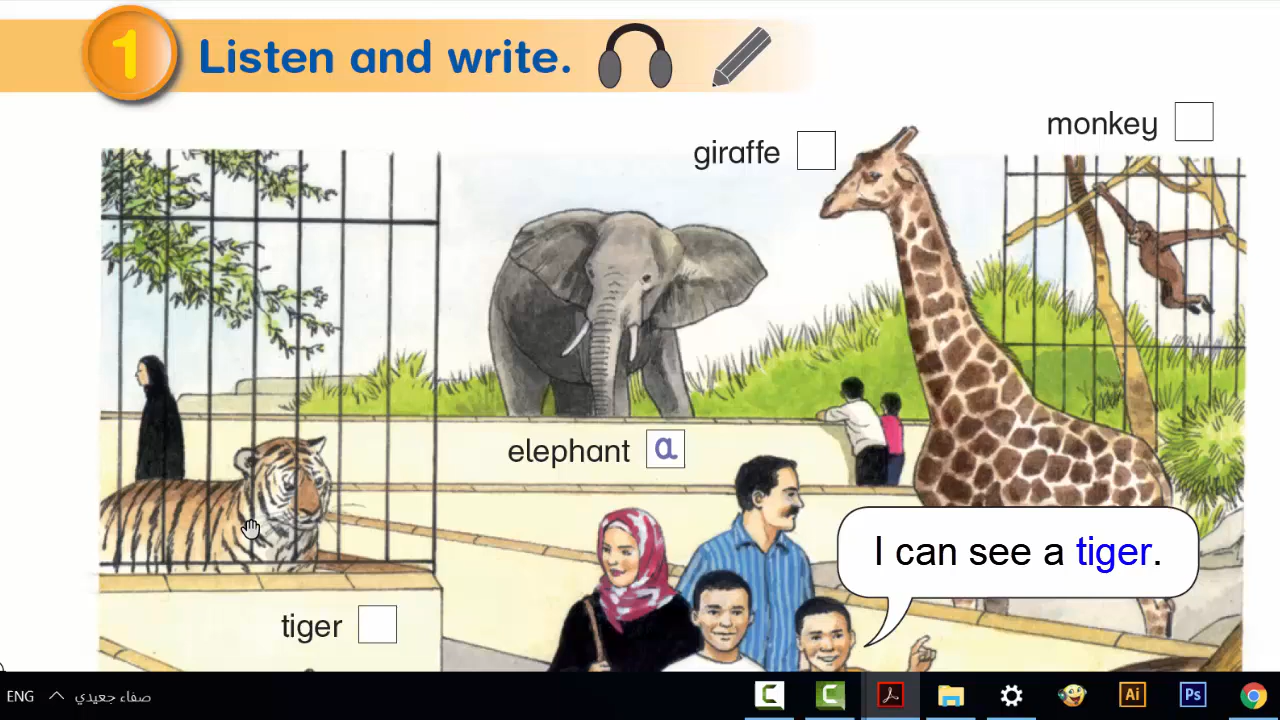 1 Listen and write.
monkey
giraffe
elephant a
I can see a tiger.
tiger
ENG صفاء جعيدي
Ai Ps